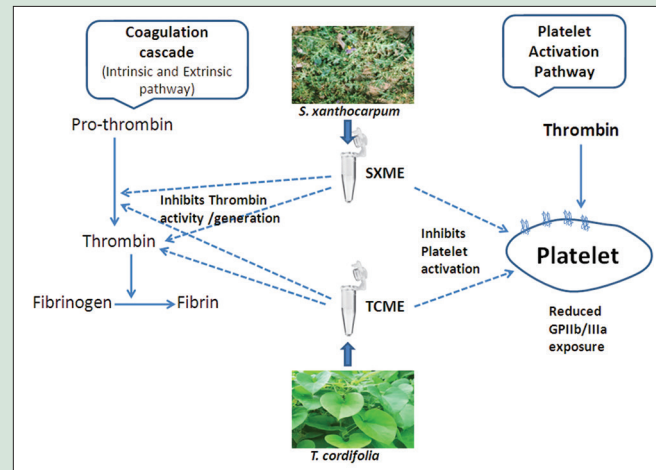 Coagulation
cascade
(Intrinsic and Extrinsic
pathway)
Pro-thrombin
Thrombin
Fibrinogen
Fibrin
Inhibits Thrombin
activity /generation
S. xanthocarpum
SXME
TCME
T. cordifolia
Inhibits
Platelet
activation
Platelet
Activation
Pathway
Thrombin
Platelet
Reduced
GPIIb/IIIa
exposure